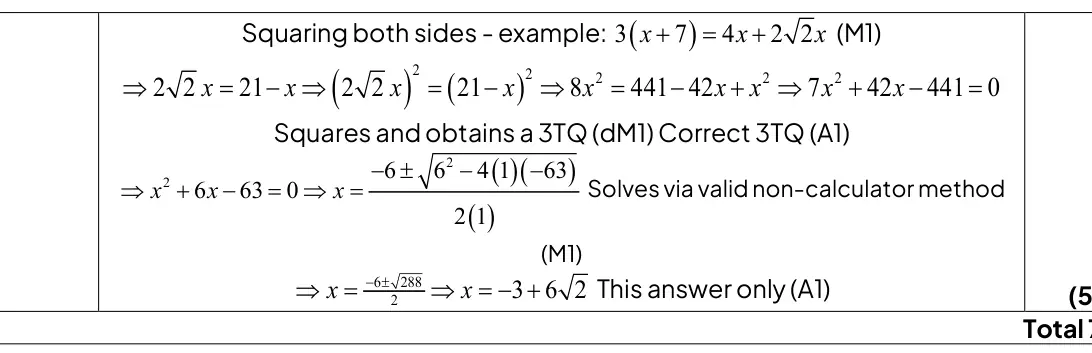 Squaring both sides - example: 3(x+7)=4x+2√2x (M1)
⇒2√2 x=21−x⇒(2√2 x)²=(21−x)²⇒8x²=441−42x+x²⇒7x²+42x−441=0
Squares and obtains a 3TQ (dM1) Correct 3TQ (A1)
⇒x²+6x−63=0⇒x=(−6±√(6²−4(1)(−63)))/(2(1)) Solves via valid non-calculator method
(M1)
⇒x=(−6±√288)/2⇒x=−3+6√2 This answer only (A1)
(5
Total 7